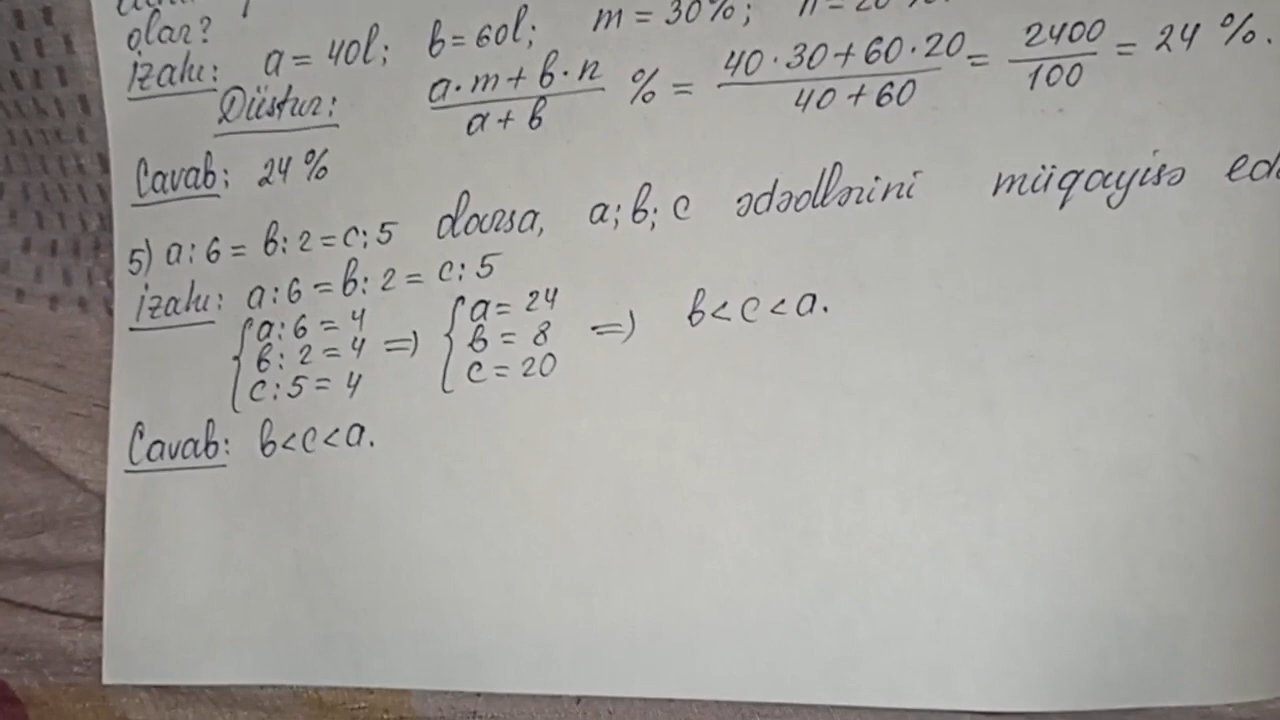 olar?
İzahı: a = 40l; b = 60l; m = 30%;
Düstur: (a·m + b·n)/(a + b) % = (40·30 + 60·20)/(40 + 60) = 2400/100 = 24 %.
Cavab: 24 %
5) a : 6 = b : 2 = c : 5 olarsa, a; b; c ədədlərini müqayisə
İzahı: a : 6 = b : 2 = c : 5
{ a : 6 = 4 => { a = 24 => b < c < a.
b : 2 = 4 b = 8
c : 5 = 4 c = 20
Cavab: b < c < a.